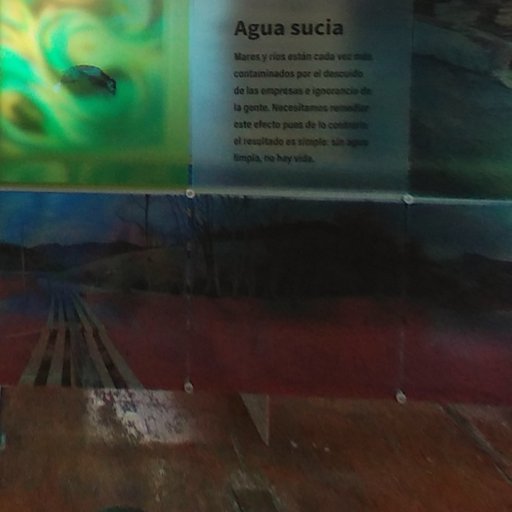 Agua sucia
Mares y ríos están cada vez más
contaminados por el descuido
de las empresas e ignorancia de
la gente. Necesitamos remediar
este efecto pues de lo contrario
el resultado es simple: sin agua
limpia, no hay vida.